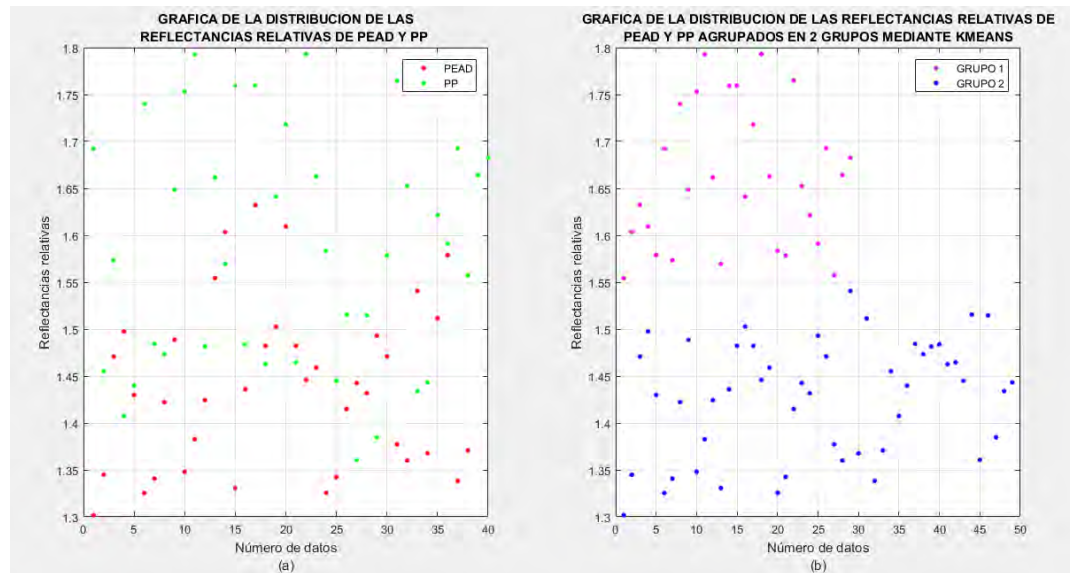 GRAFICA DE LA DISTRIBUCION DE LAS
REFLECTANCIAS RELATIVAS DE PEAD Y PP
1.8
1.75
1.7
1.65
1.6
1.55
1.5
1.45
1.4
1.35
1.3
Reflectancias relativas
PEAD
PP
0 5 10 15 20 25 30 35 40
Número de datos
(a)
GRAFICA DE LA DISTRIBUCION DE LAS REFLECTANCIAS RELATIVAS DE
PEAD Y PP AGRUPADOS EN 2 GRUPOS MEDIANTE KMEANS
1.8
1.75
1.7
1.65
1.6
1.55
1.5
1.45
1.4
1.35
1.3
Reflectancias relativas
GRUPO 1
GRUPO 2
0 5 10 15 20 25 30 35 40 45 50
Número de datos
(b)